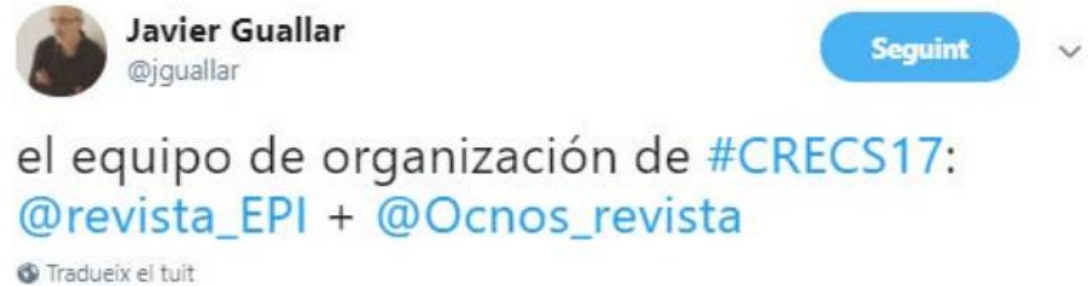 Javier Guallar
@jguallar
Seguint
el equipo de organización de #CRECS17:
@revista_EPI + @Ocnos_revista
Tradueix el tuit